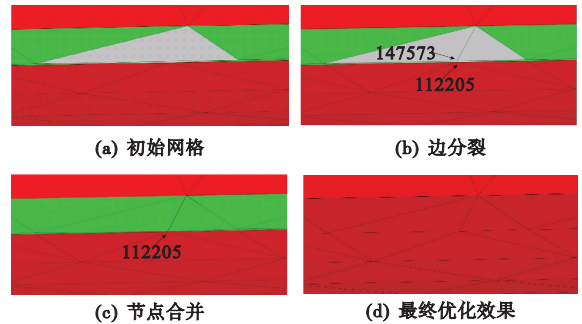 147573
112205
(a) 初始网格
(b) 边分裂
112205
(c) 节点合并
(d) 最终优化效果